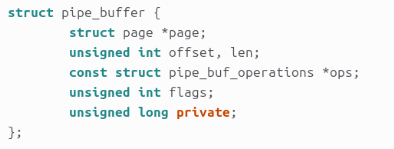 struct pipe_buffer {
        struct page *page;
        unsigned int offset, len;
        const struct pipe_buf_operations *ops;
        unsigned int flags;
        unsigned long private;
};